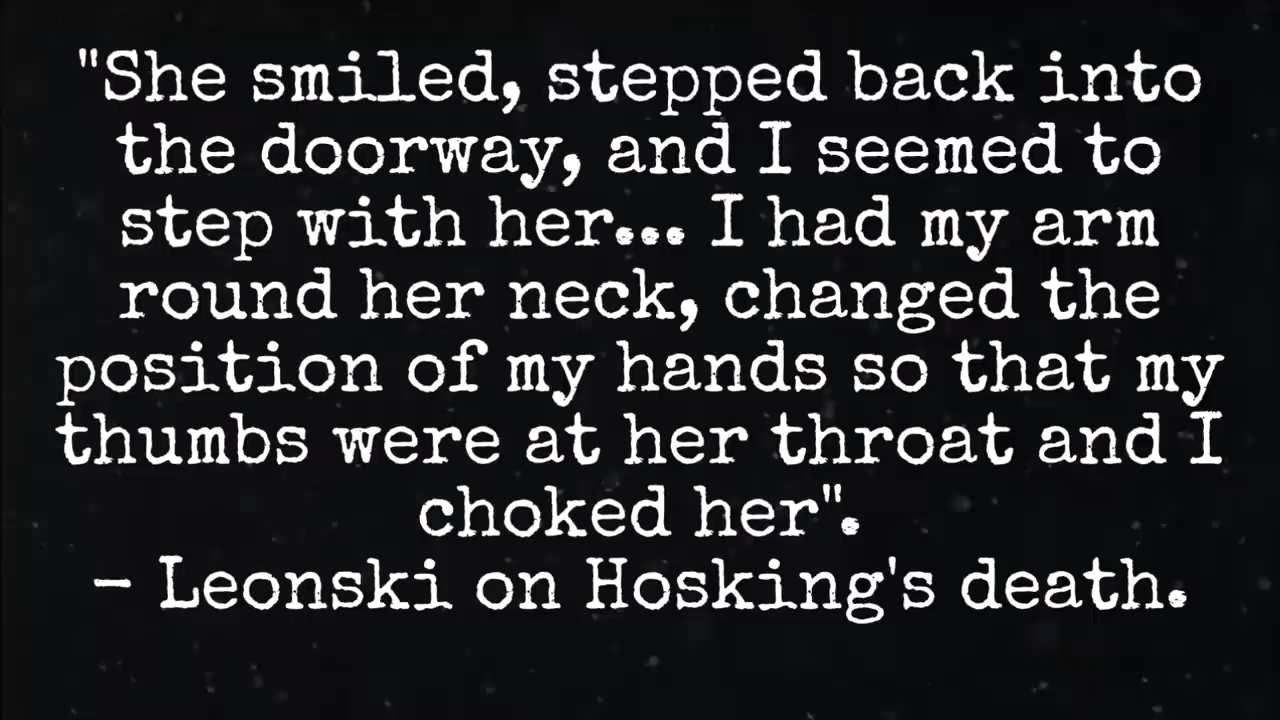 "She smiled, stepped back into
the doorway, and I seemed to
step with her... I had my arm
round her neck, changed the
position of my hands so that my
thumbs were at her throat and I
choked her".
- Leonski on Hosking's death.